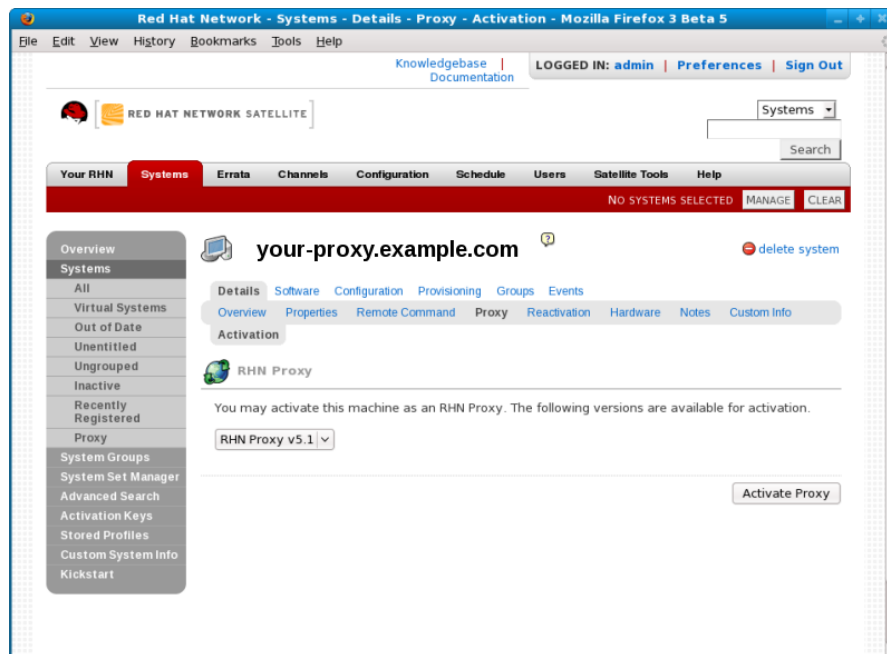 Red Hat Network - Systems - Details - Proxy - Activation - Mozilla Firefox 3 Beta 5
File Edit View History Bookmarks Tools Help
Knowledgebase |
Documentation
LOGGED IN: admin | Preferences | Sign Out
RED HAT NETWORK SATELLITE
Systems
Search
Your RHN Systems Errata Channels Configuration Schedule Users Satellite Tools Help
NO SYSTEMS SELECTED MANAGE CLEAR
Overview
Systems
All
Virtual Systems
Out of Date
Unentitled
Ungrouped
Inactive
Recently
Registered
Proxy
System Groups
System Set Manager
Advanced Search
Activation Keys
Stored Profiles
Custom System Info
Kickstart
your-proxy.example.com ?
delete system
Details Software Configuration Provisioning Groups Events
Overview Properties Remote Command Proxy Reactivation Hardware Notes Custom Info
Activation
RHN Proxy
You may activate this machine as an RHN Proxy. The following versions are available for activation.
RHN Proxy v5.1
Activate Proxy